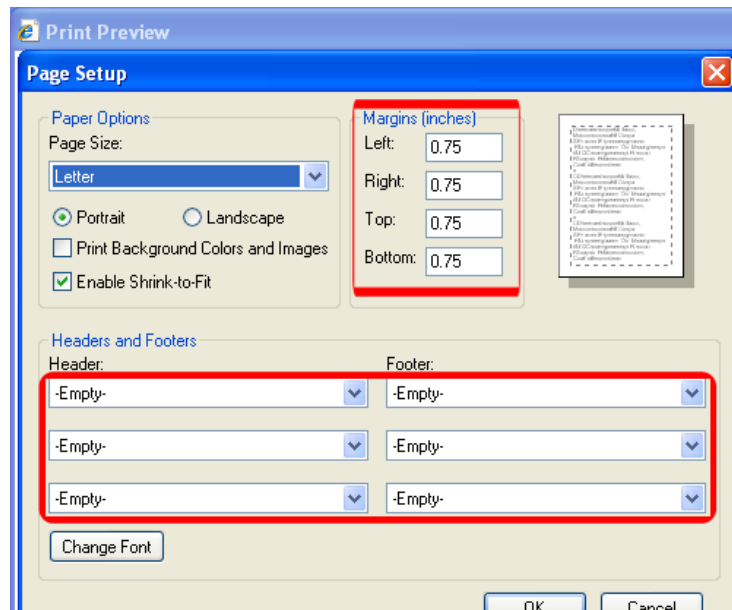 Print Preview
Page Setup
Paper Options
Page Size:
Letter
Portrait
Landscape
Print Background Colors and Images
Enable Shrink-to-Fit
Margins (inches)
Left: 0.75
Right: 0.75
Top: 0.75
Bottom: 0.75
Headers and Footers
Header: Footer:
-Empty- -Empty-
-Empty- -Empty-
-Empty- -Empty-
Change Font
OK Cancel